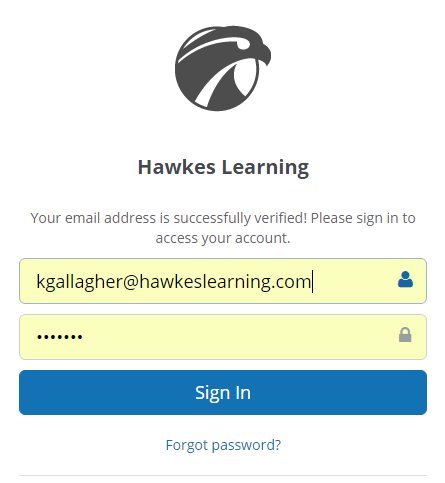 Hawkes Learning
Your email address is successfully verified! Please sign in to
access your account.
kgallagher@hawkeslearning.com
•••••••
Sign In
Forgot password?